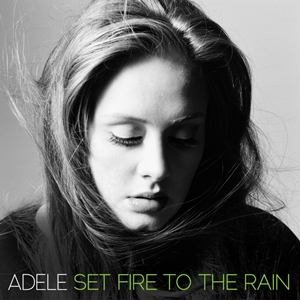 ADELE SET FIRE TO THE RAIN